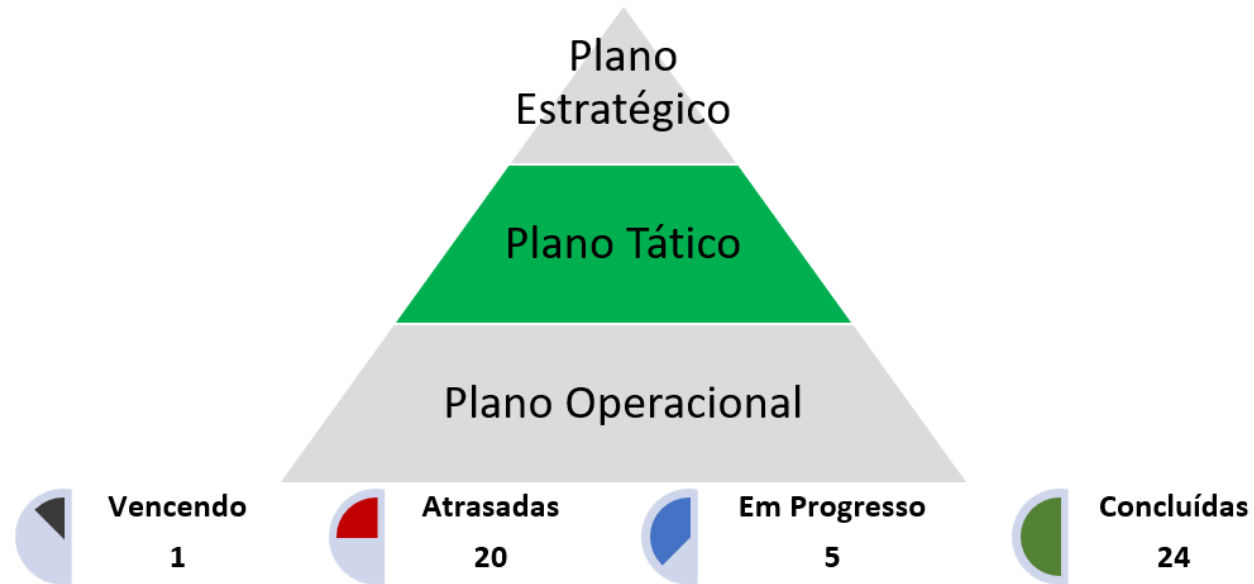 Plano
Estratégico
Plano Tático
Plano Operacional
Vencendo
1
Atrasadas
20
Em Progresso
5
Concluídas
24